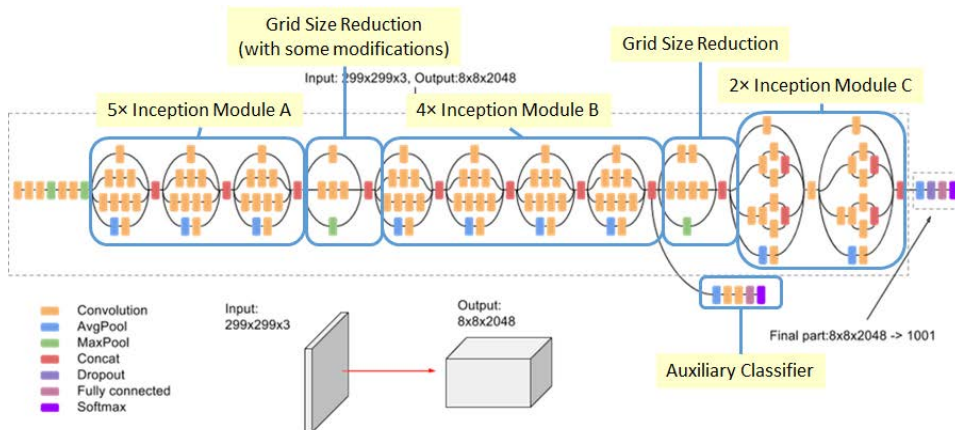 Grid Size Reduction
(with some modifications)
Grid Size Reduction
Input: 299x299x3, Output:8x8x2048
5× Inception Module A
4× Inception Module B
2× Inception Module C
Convolution
AvgPool
MaxPool
Concat
Dropout
Fully connected
Softmax
Input:
299x299x3
Output:
8x8x2048
Final part:8x8x2048 -> 1001
Auxiliary Classifier